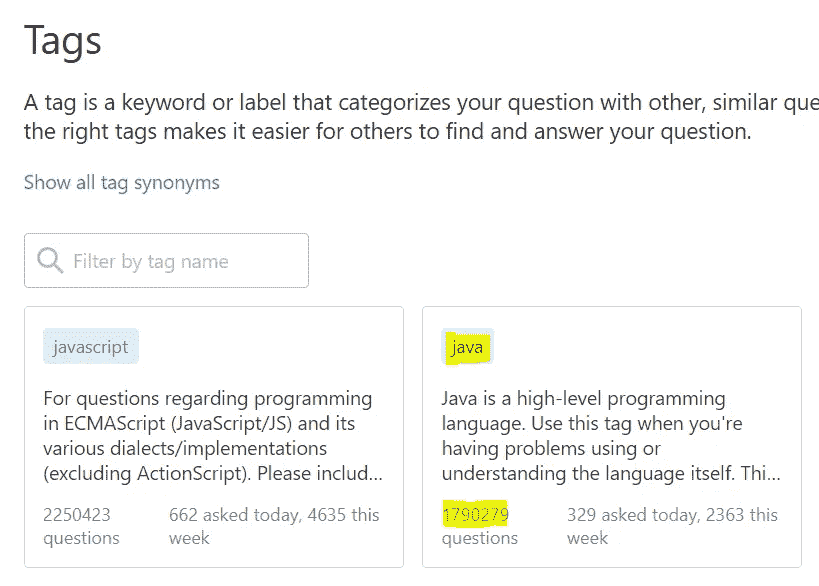 Tags
A tag is a keyword or label that categorizes your question with other, similar que
the right tags makes it easier for others to find and answer your question.
Show all tag synonyms
Filter by tag name
javascript
For questions regarding programming
in ECMAScript (JavaScript/JS) and its
various dialects/implementations
(excluding ActionScript). Please includ...
2250423 662 asked today, 4635 this
questions week
java
Java is a high-level programming
language. Use this tag when you're
having problems using or
understanding the language itself. Thi...
1790279 329 asked today, 2363 this
questions week